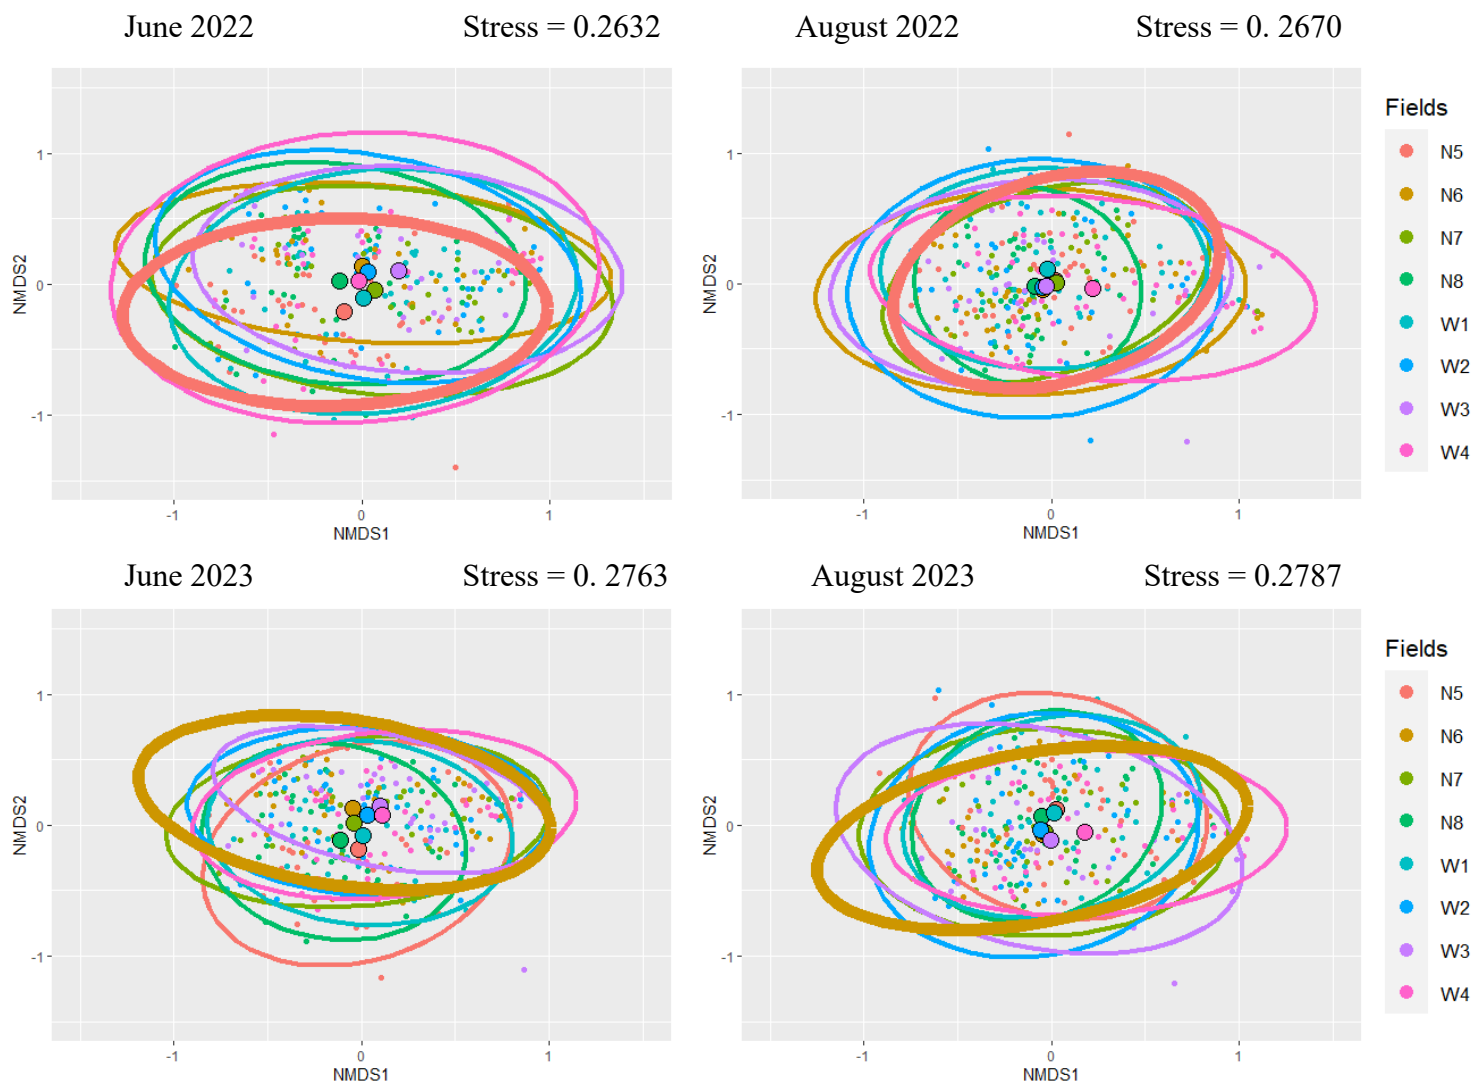 June 2022
Stress = 0.2632
August 2022
Stress = 0. 2670
1
0
-1
NMDS2
-1
0
1
NMDS1
1
0
-1
NMDS2
-1
0
1
NMDS1
Fields
N5
N6
N7
N8
W1
W2
W3
W4
June 2023
Stress = 0. 2763
August 2023
Stress = 0.2787
1
0
-1
NMDS2
-1
0
1
NMDS1
1
0
-1
NMDS2
-1
0
1
NMDS1
Fields
N5
N6
N7
N8
W1
W2
W3
W4